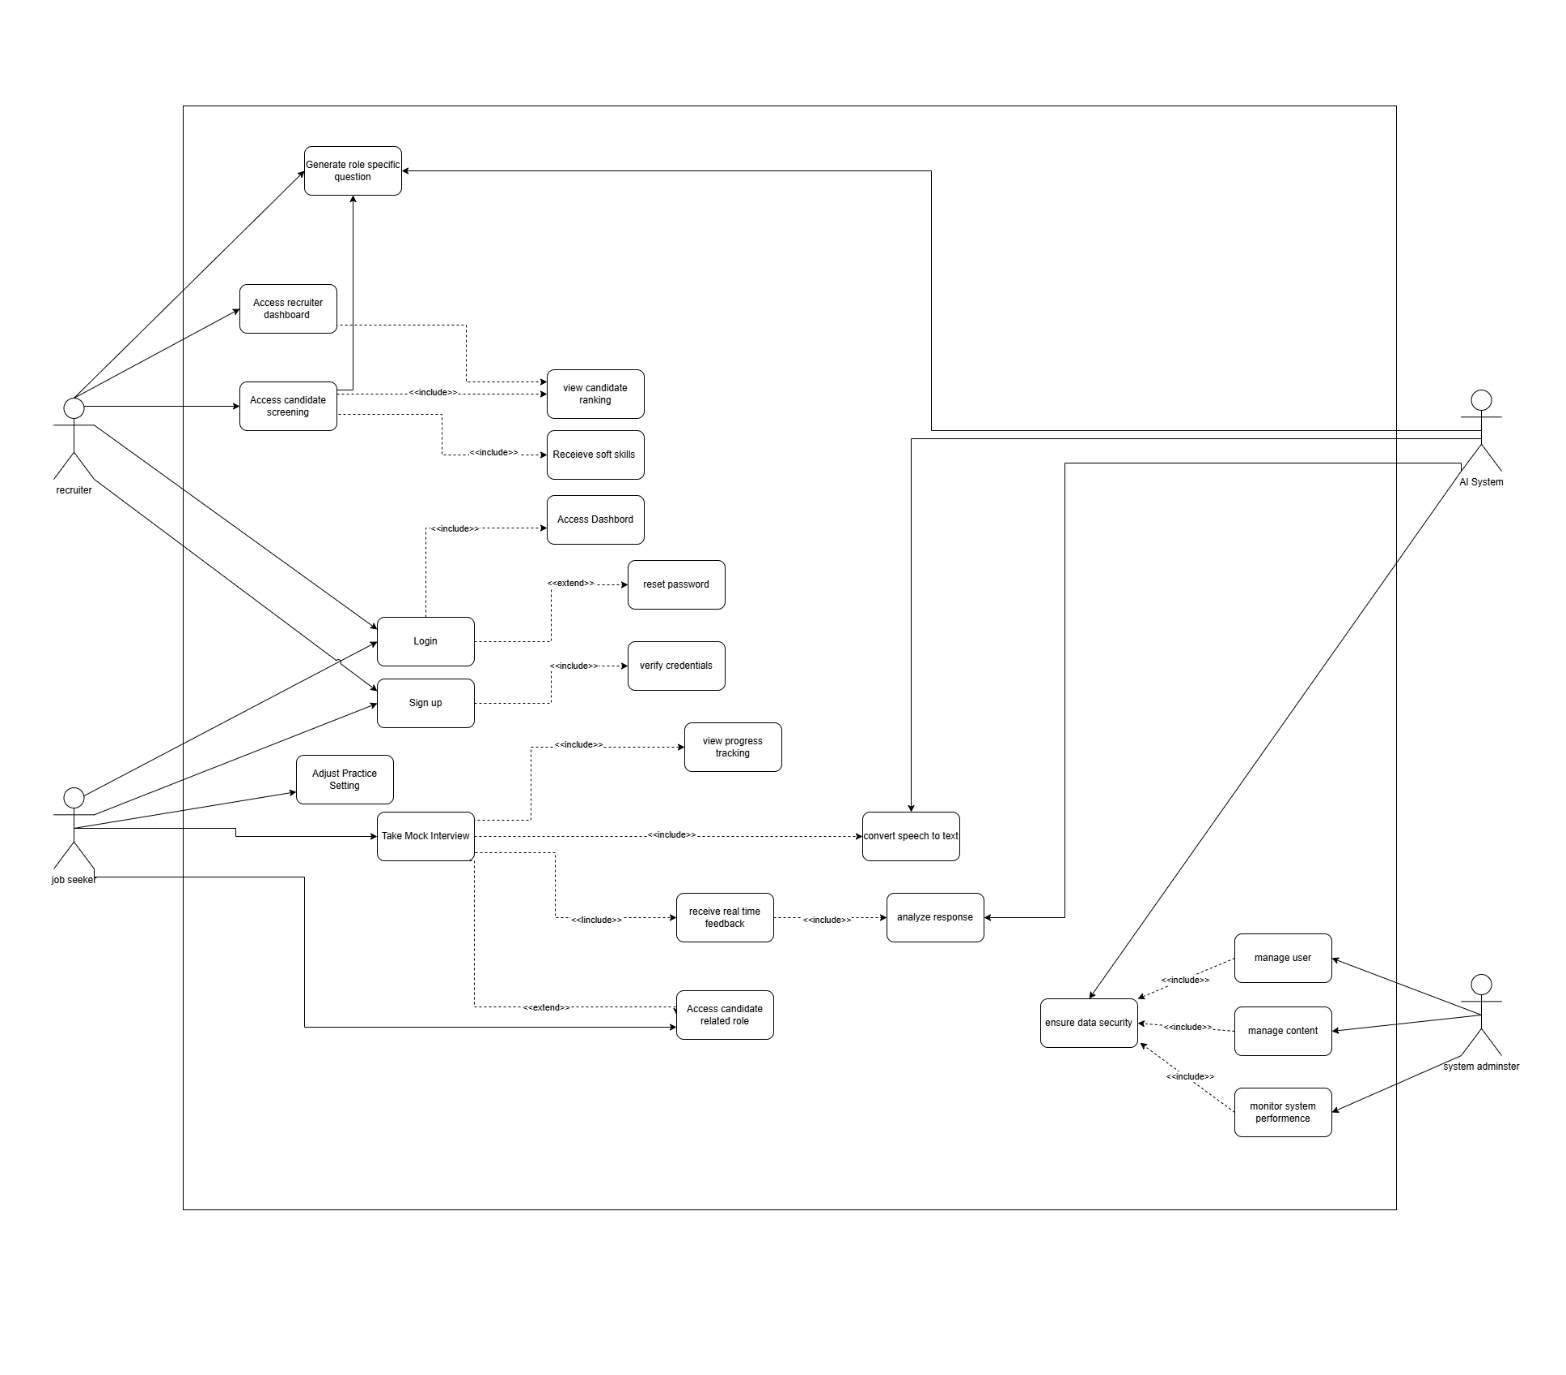 Generate role specific
question
Access recruiter
dashboard
Access candidate
screening
<<include>>
view candidate
ranking
<<include>>
Receieve soft skills
recruiter
AI System
<<include>>
Access Dashbord
<<extend>>
reset password
Login
<<include>>
verify credentials
Sign up
<<include>>
view progress
tracking
Adjust Practice
Setting
Take Mock Interview
<<include>>
convert speech to text
job seeker
<<Iinclude>>
receive real time
feedback
<<include>>
analyze response
<<extend>>
Access candidate
related role
manage user
<<include>>
ensure data security
<<include>>
manage content
<<include>>
monitor system
performence
system adminster